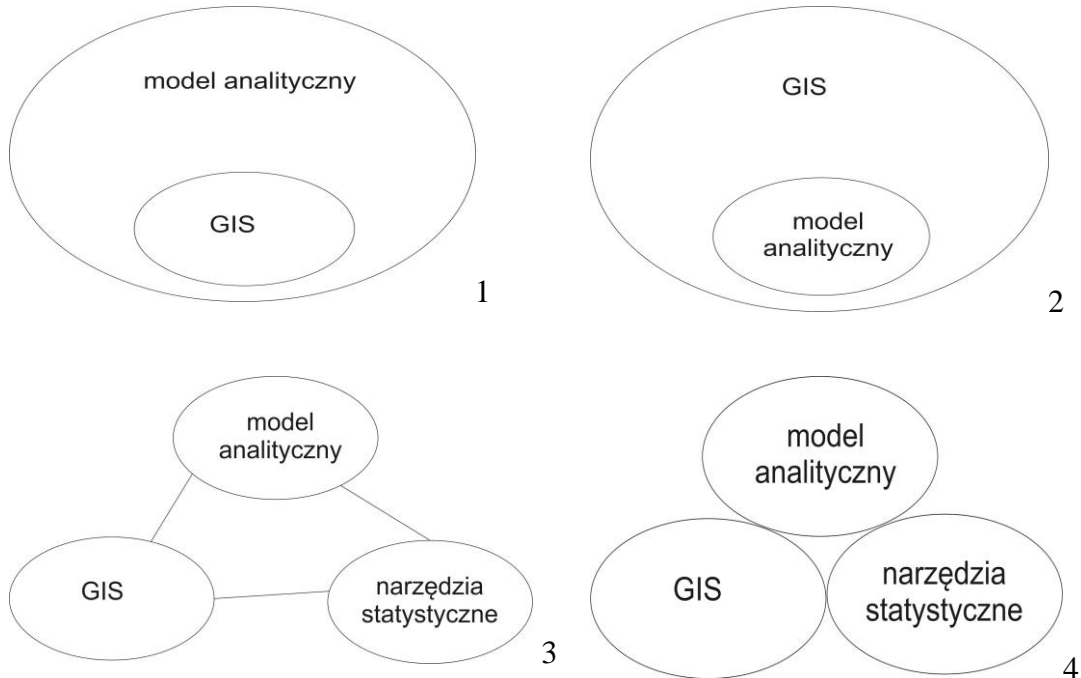 model analityczny
GIS
1
GIS
model
analityczny
2
model
analityczny
GIS
narzędzia
statystyczne
3
model
analityczny
GIS
narzędzia
statystyczne
4